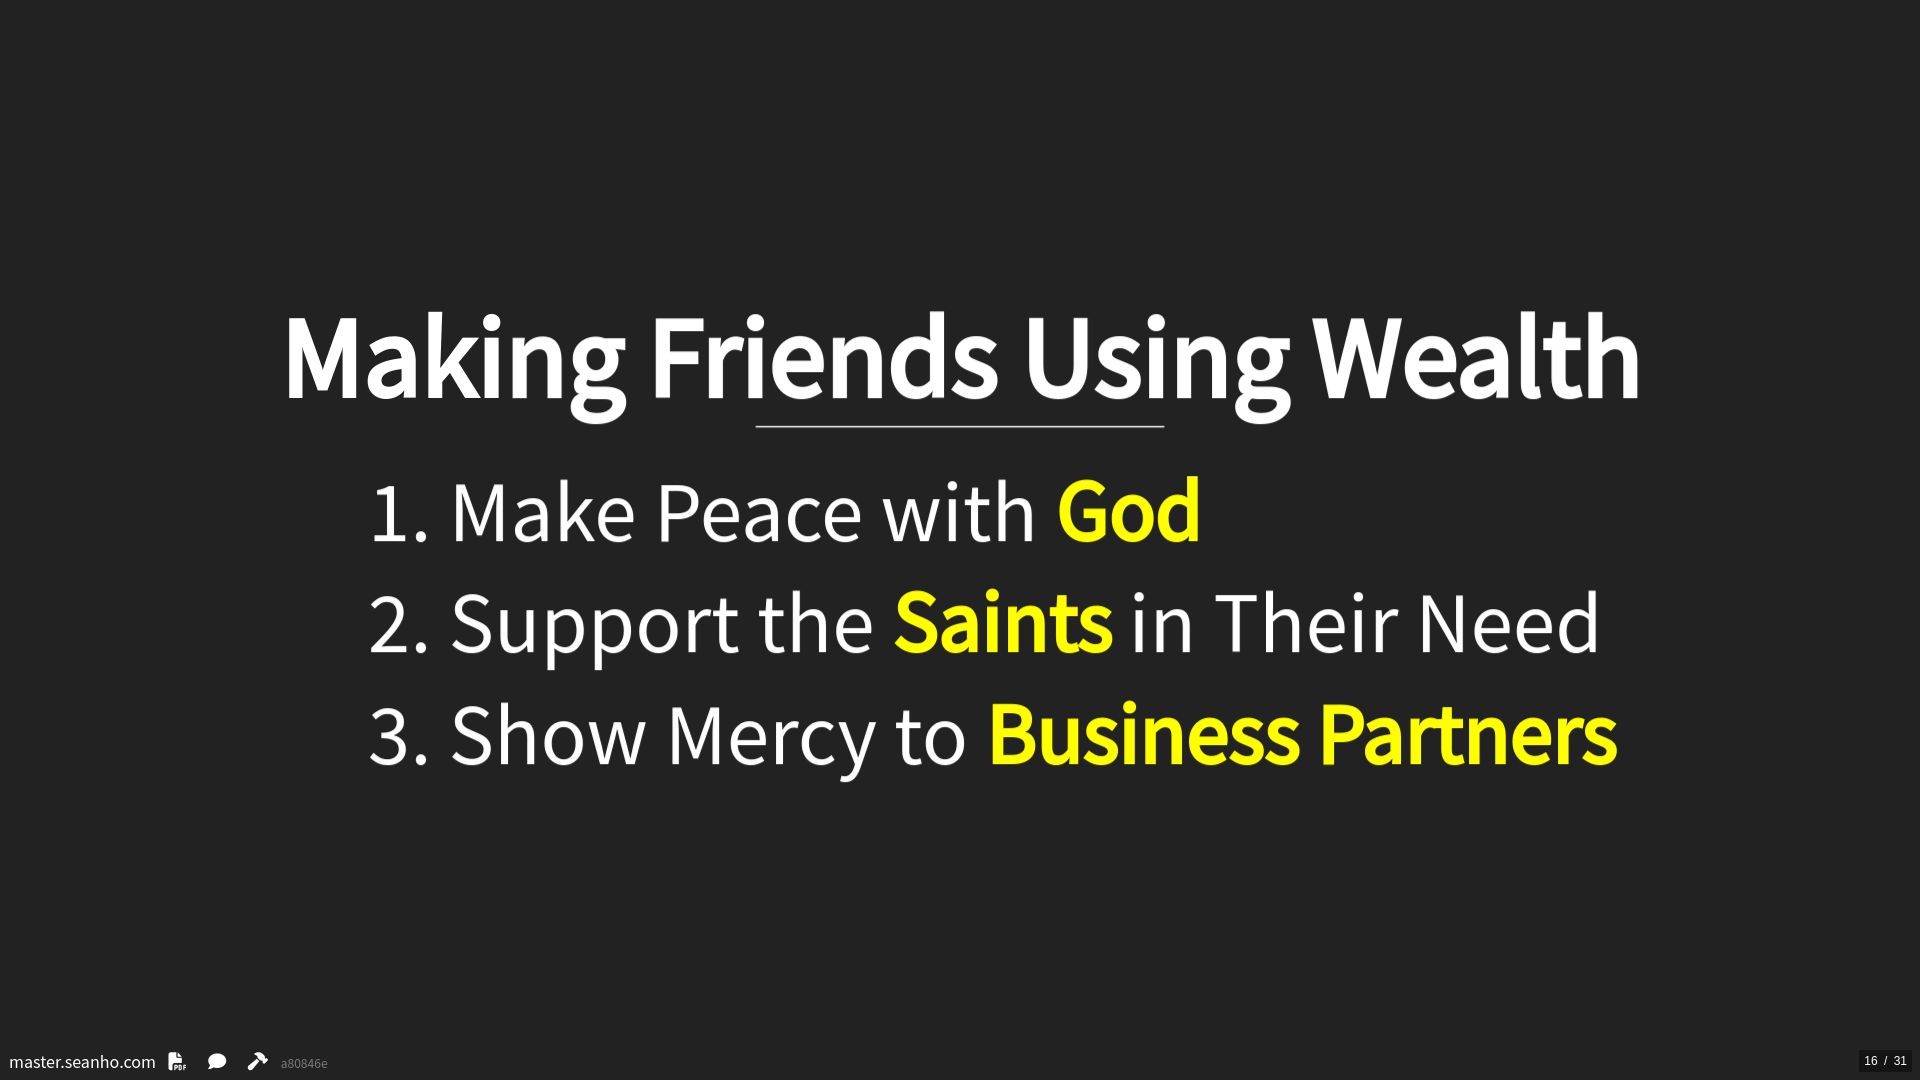 Making Friends Using Wealth
1. Make Peace with God
2. Support the Saints in Their Need
3. Show Mercy to Business Partners
master.seanho.com PDF a80846e
16 / 31